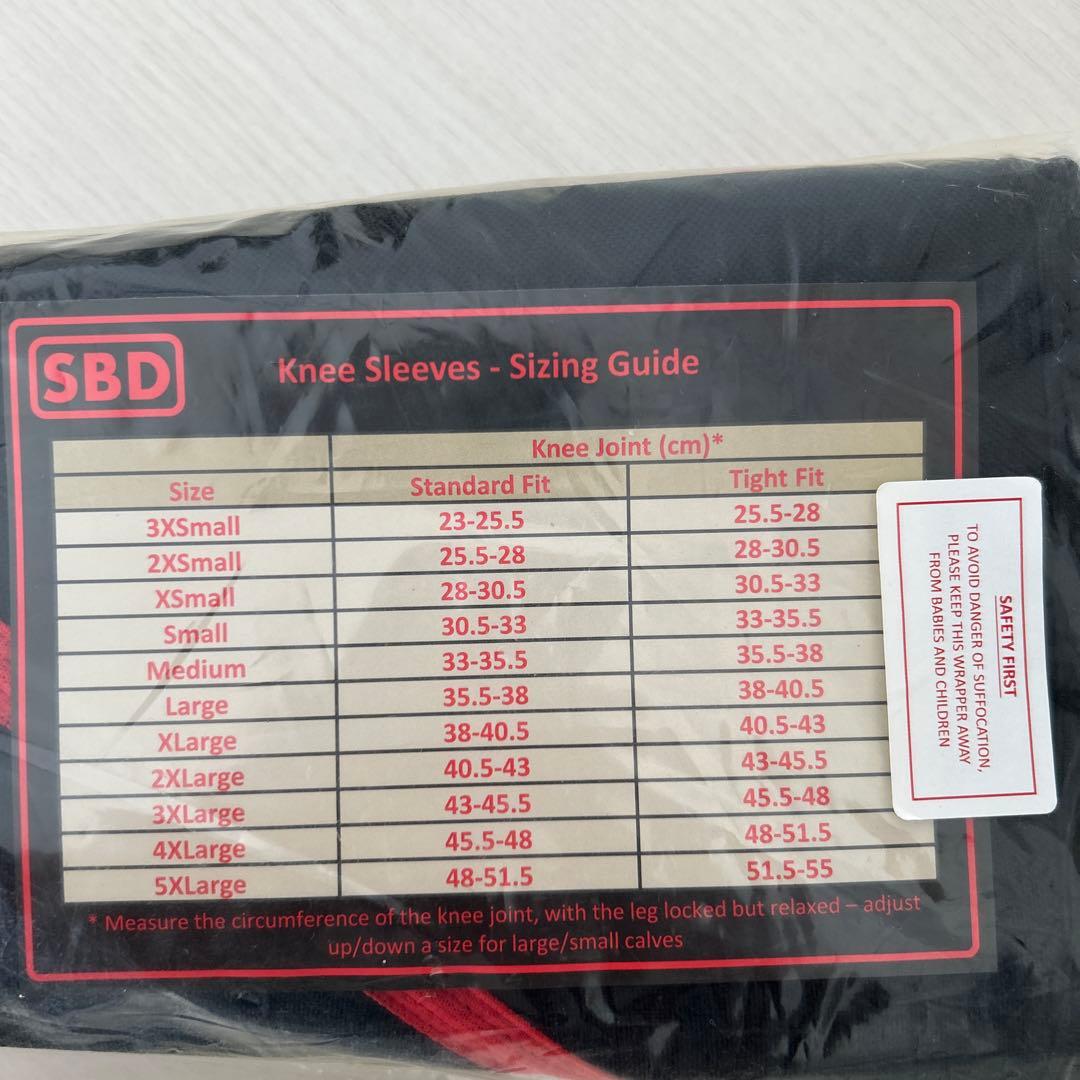 SBD
Knee Sleeves - Sizing Guide
Knee Joint (cm)*
Size Standard Fit Tight Fit
3XSmall 23-25.5 25.5-28
2XSmall 25.5-28 28-30.5
XSmall 28-30.5 30.5-33
Small 30.5-33 33-35.5
Medium 33-35.5 35.5-38
Large 35.5-38 38-40.5
XLarge 38-40.5 40.5-43
2XLarge 40.5-43 43-45.5
3XLarge 43-45.5 45.5-48
4XLarge 45.5-48 48-51.5
5XLarge 48-51.5 51.5-55
* Measure the circumference of the knee joint, with the leg locked but relaxed – adjust
up/down a size for large/small calves
SAFETY FIRST
TO AVOID DANGER OF SUFFOCATION,
PLEASE KEEP THIS WRAPPER AWAY
FROM BABIES AND CHILDREN